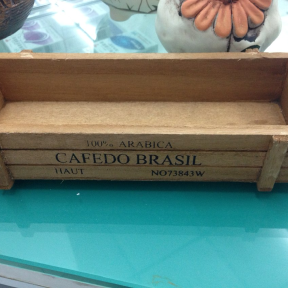 100% ARABICA
CAFEDO BRASIL
HAUT NO73843W